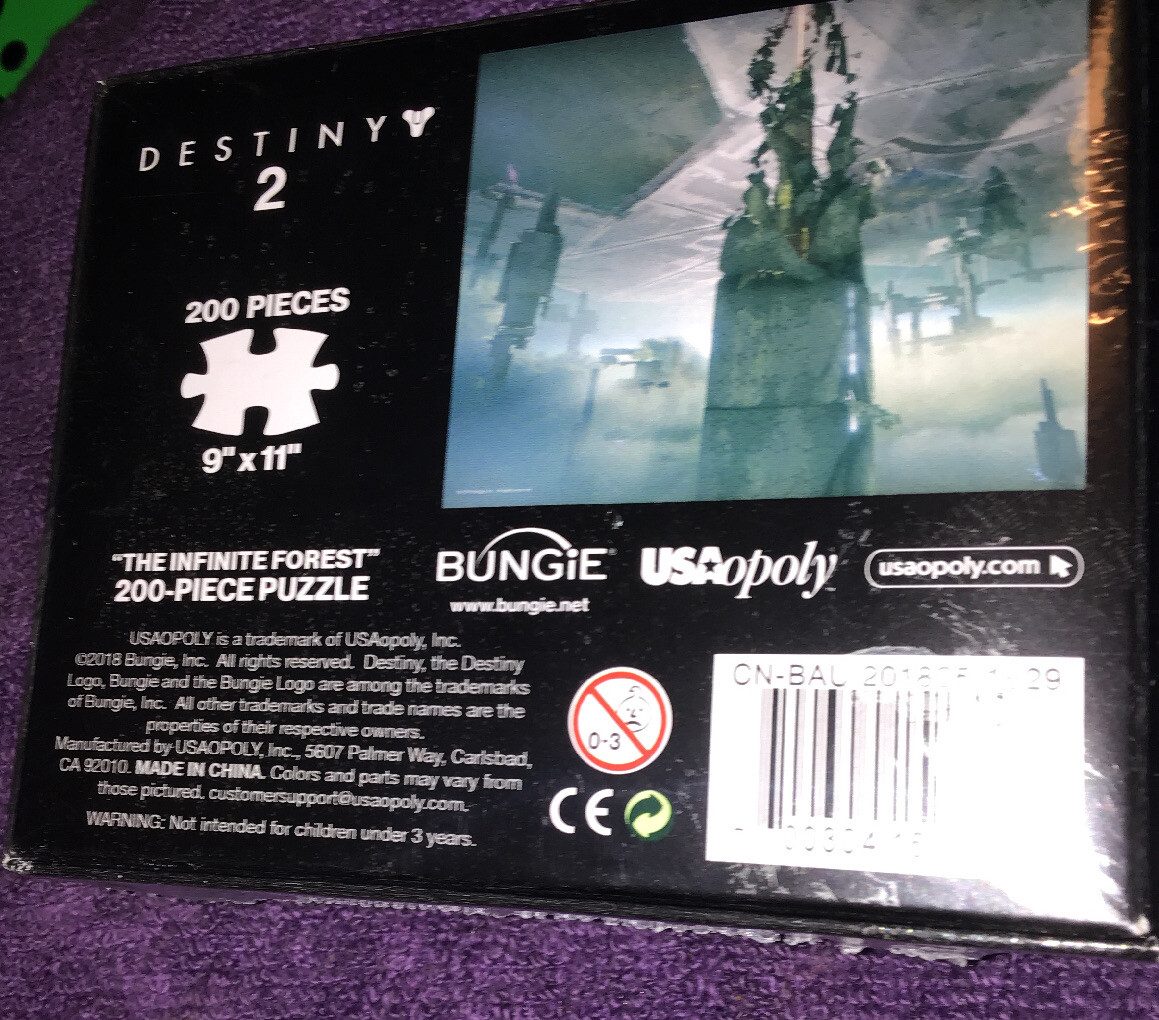 DESTINY
2
200 PIECES
9" x 11"
"THE INFINITE FOREST"
200-PIECE PUZZLE
BUNGiE®
www.bungie.net
USAopoly™
usaopoly.com
USAOPOLY is a trademark of USAopoly, Inc.
©2018 Bungie, Inc. All rights reserved. Destiny, the Destiny
Logo, Bungie and the Bungie Logo are among the trademarks
of Bungie, Inc. All other trademarks and trade names are the
properties of their respective owners.
Manufactured by USAOPOLY, Inc., 5607 Palmer Way, Carlsbad,
CA 92010. MADE IN CHINA. Colors and parts may vary from
those pictured. customersupport@usaopoly.com.
WARNING: Not intended for children under 3 years.
0-3
CE
CN-BAU